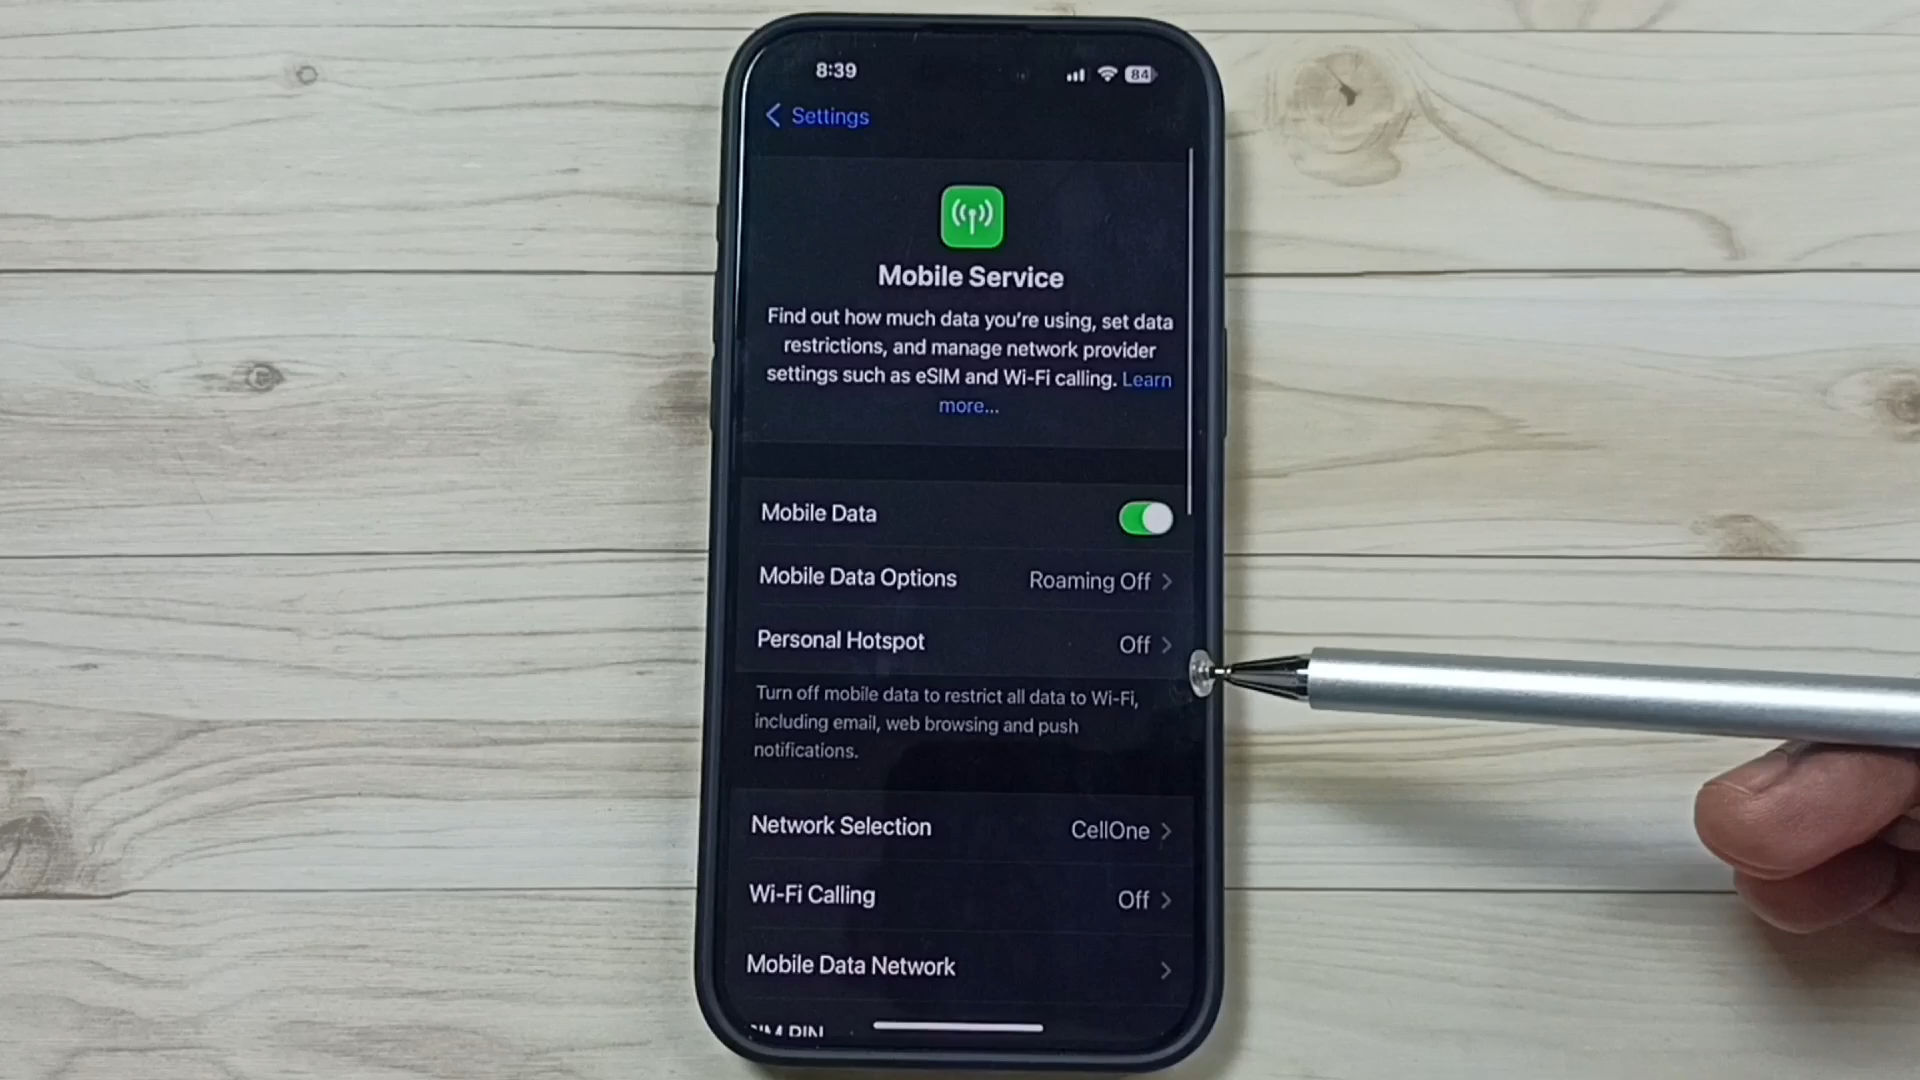 8:39
84
Settings
Mobile Service
Find out how much data you're using, set data
restrictions, and manage network provider
settings such as eSIM and Wi-Fi calling. Learn
more...
Mobile Data
Mobile Data Options Roaming Off
Personal Hotspot Off
Turn off mobile data to restrict all data to Wi-Fi,
including email, web browsing and push
notifications.
Network Selection CellOne
Wi-Fi Calling Off
Mobile Data Network
SIM PIN